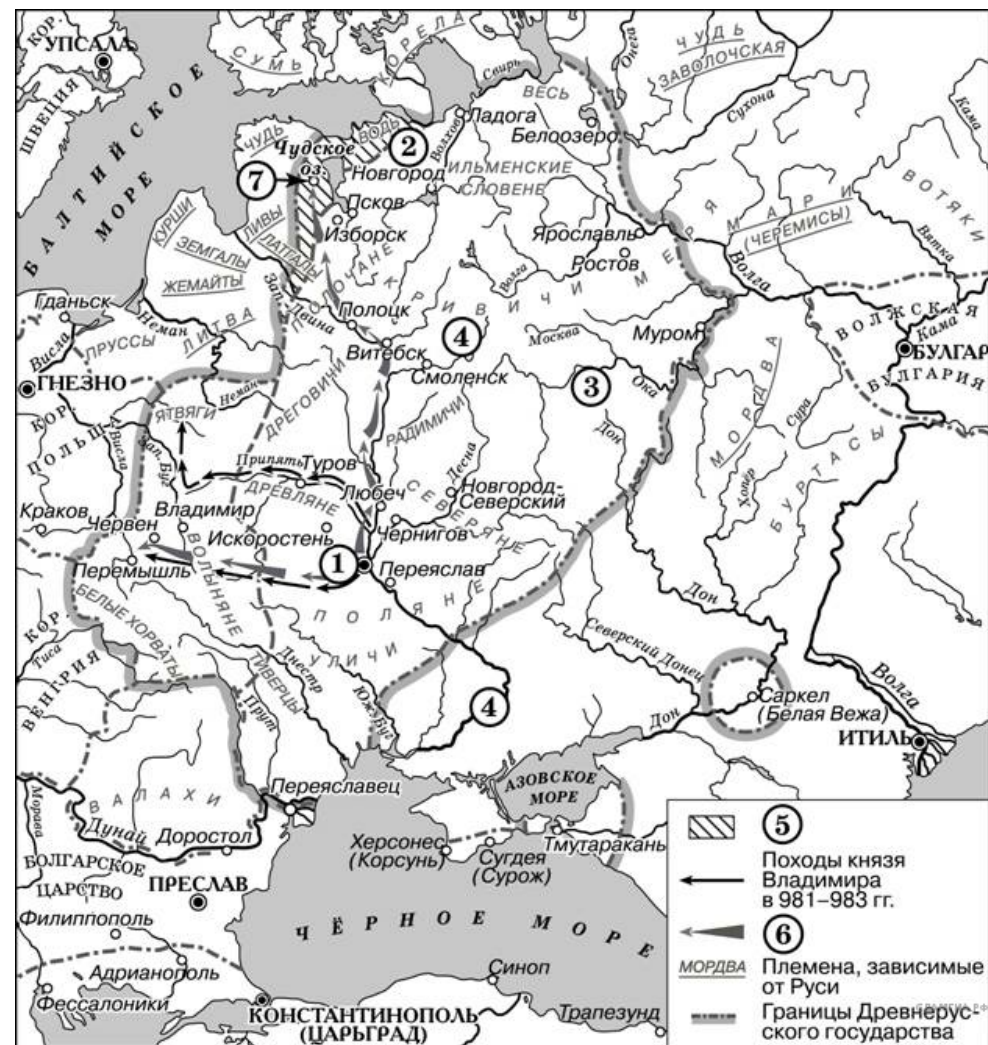 КОР.
УПСАЛА
ШВЕЦИЯ
СУМЬ
КОРЕЛА
Свирь
Онега
ЧУДЬ
ЗАВОЛОЧСКАЯ
ВЕСЬ
Сухона
Кама
БАЛТИЙСКОЕ
МОРЕ
ЧУДЬ
ВОДЬ
2
Волхов
Ладога
Белоозеро
Чудское
оз.
Новгород
ИЛЬМЕНСКИЕ
СЛОВЕНЕ
7
Псков
Изборск
ВОТЯКИ
МАРИ
(ЧЕРЕМИСЫ)
Вятка
КУРШИ
ЗЕМГАЛЫ
ЖЕМАЙТЫ
ЛИВЫ
ЛАТГАЛЫ
Ярославль
Ростов
МЕРЯ
Волга
Волга
ПОЛОЧАНЕ
КРИВИЧИ
Зап. Двина
Полоцк
Гданьск
Неман
ЛИТВА
ПРУССЫ
Висла
Витебск
4
Смоленск
Москва
Муром
ВОЛЖСКАЯ
Кама
БУЛГАР
БУЛГАРИЯ
ГНЕЗНО
Неман
3
Ока
КОР.
ПОЛЬША
ЯТВЯГИ
ДРЕГОВИЧИ
РАДИМИЧИ
Дон
МОРДВА
Сура
Висла
Зап. Буг
Припять
Туров
Десна
Хопёр
БУРТАСЫ
ДРЕВЛЯНЕ
Любеч
Новгород-
Северский
СЕВЕРЯНЕ
Краков
Червен
Владимир
Искоростень
Чернигов
1
Перемышль
ВОЛЫНЯНЕ
Переяслав
ПОЛЯНЕ
БЕЛЫЕ ХОРВАТЫ
УЛИЧИ
Дон
Северский Донец
КОР.
ВЕНГРИЯ
Тиса
Днестр
ТИВЕРЦЫ
Прут
Юж. Буг
4
Дон
Саркел
(Белая Вежа)
Волга
ИТИЛЬ
Переяславец
АЗОВСКОЕ
МОРЕ
Морава
ВАЛАХИ
Дунай
Доростол
Херсонес
(Корсунь)
Сугдея
(Сурож)
Тмутаракань
БОЛГАРСКОЕ
ЦАРСТВО
ПРЕСЛАВ
Филиппополь
ЧЁРНОЕ МОРЕ
Адрианополь
Фессалоники
Синоп
КОНСТАНТИНОПОЛЬ
(ЦАРЬГРАД)
Трапезунд
5
Походы князя
Владимира
в 981–983 гг.
6
МОРДВА
Племена, зависимые
от Руси
Границы Древнерус-
ского государства